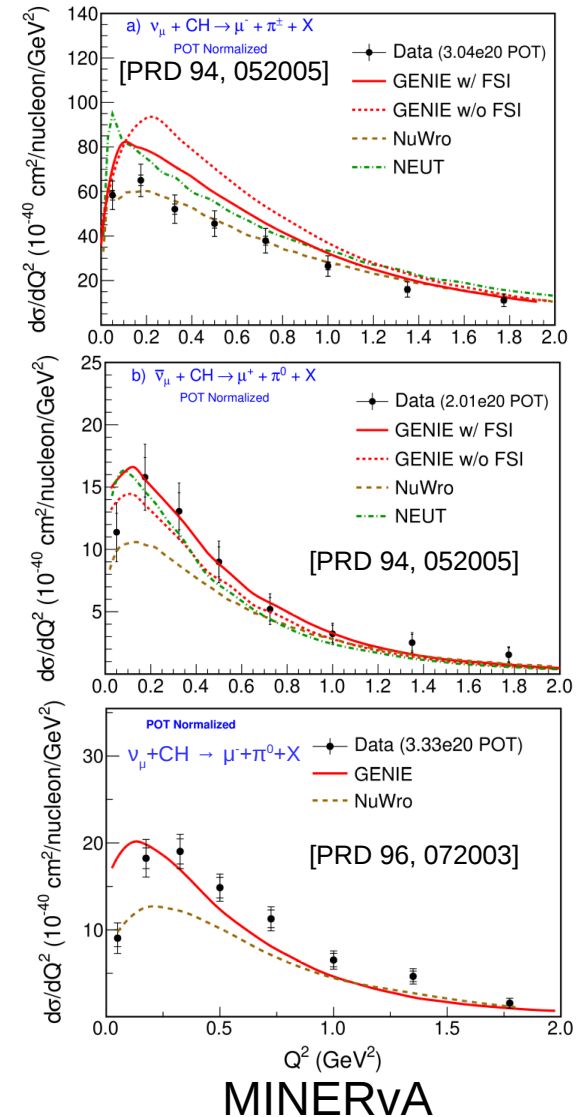 140
120
100
80
60
40
20
0.0 0.2 0.4 0.6 0.8 1.0 1.2 1.4 1.6 1.8 2.0
dσ/dQ² (10⁻⁴⁰ cm²/nucleon/GeV²)
a) νμ + CH → μ⁻ + π± + X
POT Normalized
[PRD 94, 052005]
Data (3.04e20 POT)
GENIE w/ FSI
GENIE w/o FSI
NuWro
NEUT
25
20
15
10
5
0.0 0.2 0.4 0.6 0.8 1.0 1.2 1.4 1.6 1.8 2.0
dσ/dQ² (10⁻⁴⁰ cm²/nucleon/GeV²)
b) ν̄μ + CH → μ⁺ + π⁰ + X
POT Normalized
Data (2.01e20 POT)
GENIE w/ FSI
GENIE w/o FSI
NuWro
NEUT
[PRD 94, 052005]
30
20
10
0.0 0.5 1.0 1.5 2.0
dσ/dQ² (10⁻⁴⁰ cm²/nucleon/GeV²)
POT Normalized
νμ+CH → μ⁻+π⁰+X
Data (3.33e20 POT)
GENIE
NuWro
[PRD 96, 072003]
Q² (GeV²)
MINERvA